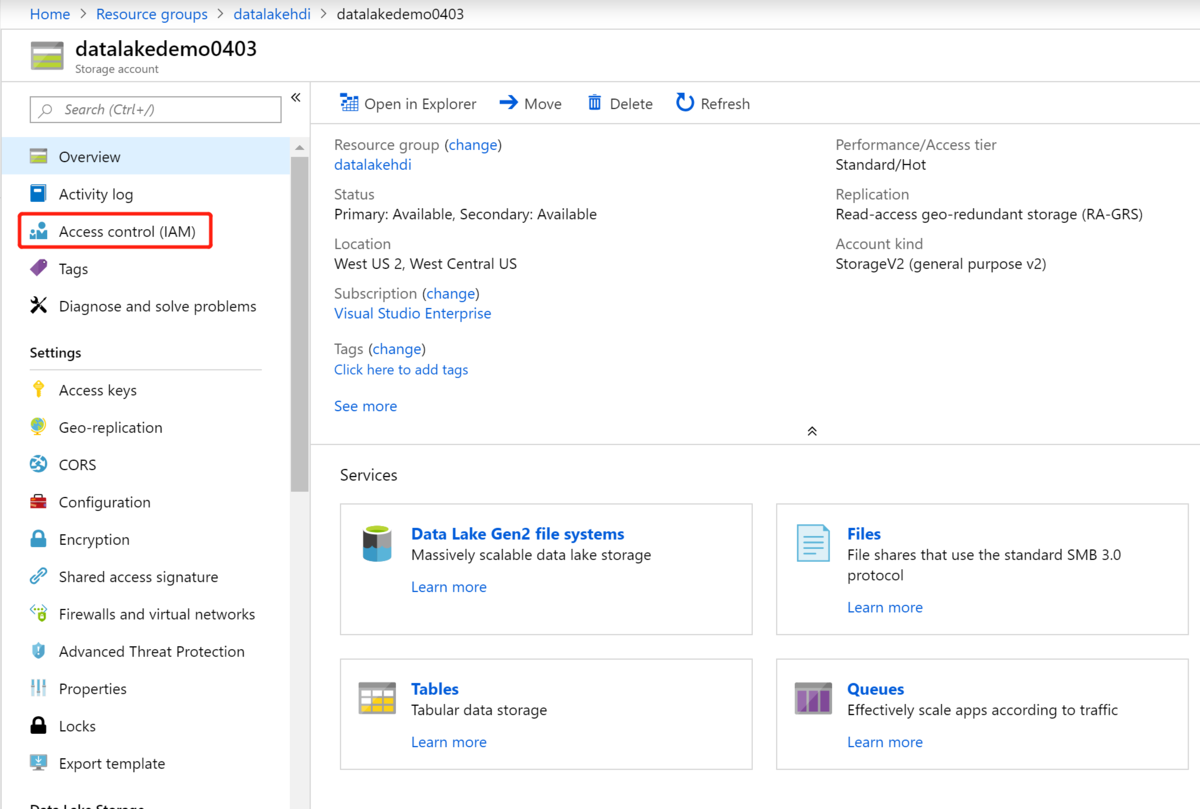 Home > Resource groups > datalakehdi > datalakedemo0403
datalakedemo0403
Storage account
Search (Ctrl+/)
«
Overview
Activity log
Access control (IAM)
Tags
Diagnose and solve problems
Settings
Access keys
Geo-replication
CORS
Configuration
Encryption
Shared access signature
Firewalls and virtual networks
Advanced Threat Protection
Properties
Locks
Export template
Data Lake Storage
Open in Explorer Move Delete Refresh
Resource group (change)
datalakehdi
Status
Primary: Available, Secondary: Available
Location
West US 2, West Central US
Subscription (change)
Visual Studio Enterprise
Tags (change)
Click here to add tags
See more
Performance/Access tier
Standard/Hot
Replication
Read-access geo-redundant storage (RA-GRS)
Account kind
StorageV2 (general purpose v2)
Services
Data Lake Gen2 file systems
Massively scalable data lake storage
Learn more
Files
File shares that use the standard SMB 3.0
protocol
Learn more
Tables
Tabular data storage
Learn more
Queues
Effectively scale apps according to traffic
Learn more